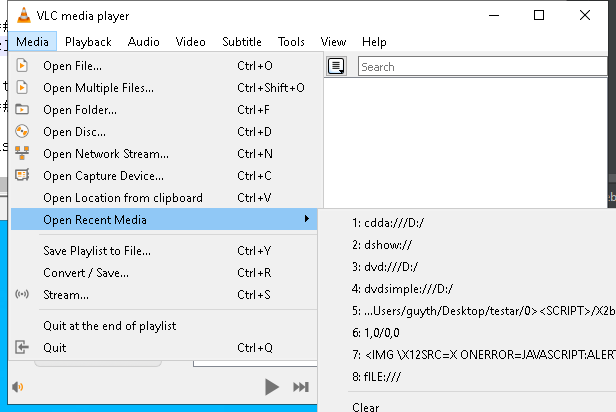 VLC media player
Media Playback Audio Video Subtitle Tools View Help
Open File... Ctrl+O
Open Multiple Files... Ctrl+Shift+O
Open Folder... Ctrl+F
Open Disc... Ctrl+D
Open Network Stream... Ctrl+N
Open Capture Device... Ctrl+C
Open Location from clipboard Ctrl+V
Open Recent Media
Save Playlist to File... Ctrl+Y
Convert / Save... Ctrl+R
Stream... Ctrl+S
Quit at the end of playlist
Quit Ctrl+Q
Search
1: cdda:///D:/
2: dshow://
3: dvd:///D:/
4: dvdsimple:///D:/
5: ...Users/guyth/Desktop/testar/0><SCRIPT>/X2b
6: 1,0/0,0
7: <IMG \X12SRC=X ONERROR=JAVASCRIPT:ALERT
8: fILE:///
Clear